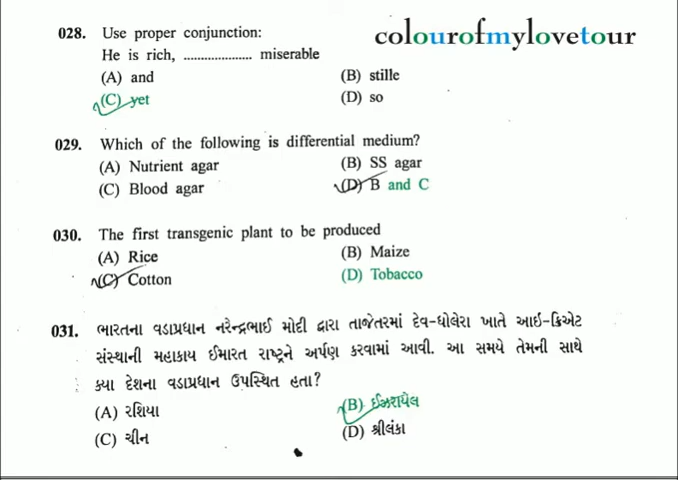 colourofmylovetour
028. Use proper conjunction:
He is rich, .................... miserable
(A) and (B) stille
(C) yet (D) so
029. Which of the following is differential medium?
(A) Nutrient agar (B) SS agar
(C) Blood agar (D) B and C
030. The first transgenic plant to be produced
(A) Rice (B) Maize
(C) Cotton (D) Tobacco
031. ભારતના વડાપ્રધાન નરેન્દ્રભાઈ મોદી દ્વારા તાજેતરમાં દેવ-ધોલેરા ખાતે આઇ-ક્રિએટ
સંસ્થાની મહાકાય ઈમારત રાષ્ટ્રને અર્પણ કરવામાં આવી. આ સમયે તેમની સાથે
ક્યા દેશના વડાપ્રધાન ઉપસ્થિત હતા?
(A) રશિયા (B) ઈઝરાયેલ
(C) ચીન (D) શ્રીલંકા